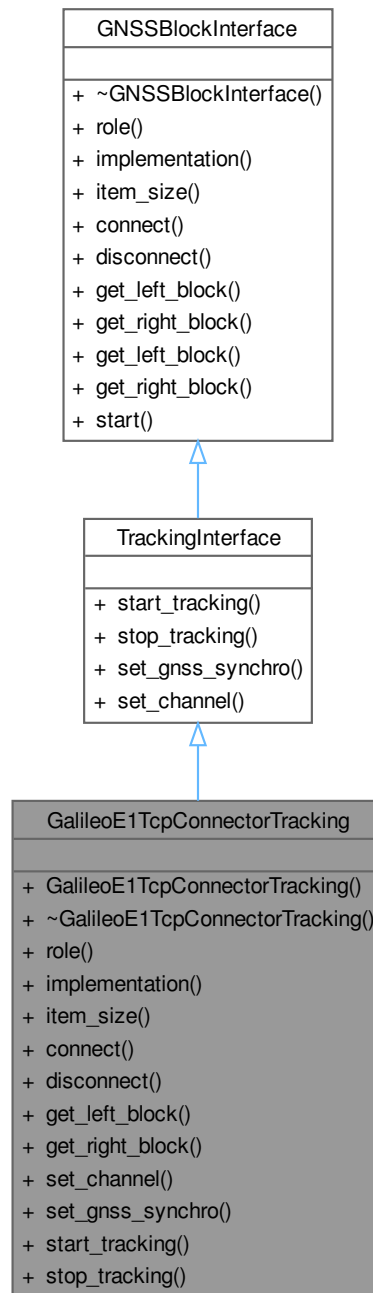 GNSSBlockInterface
+ ~GNSSBlockInterface()
+ role()
+ implementation()
+ item_size()
+ connect()
+ disconnect()
+ get_left_block()
+ get_right_block()
+ get_left_block()
+ get_right_block()
+ start()
TrackingInterface
+ start_tracking()
+ stop_tracking()
+ set_gnss_synchro()
+ set_channel()
GalileoE1TcpConnectorTracking
+ GalileoE1TcpConnectorTracking()
+ ~GalileoE1TcpConnectorTracking()
+ role()
+ implementation()
+ item_size()
+ connect()
+ disconnect()
+ get_left_block()
+ get_right_block()
+ set_channel()
+ set_gnss_synchro()
+ start_tracking()
+ stop_tracking()